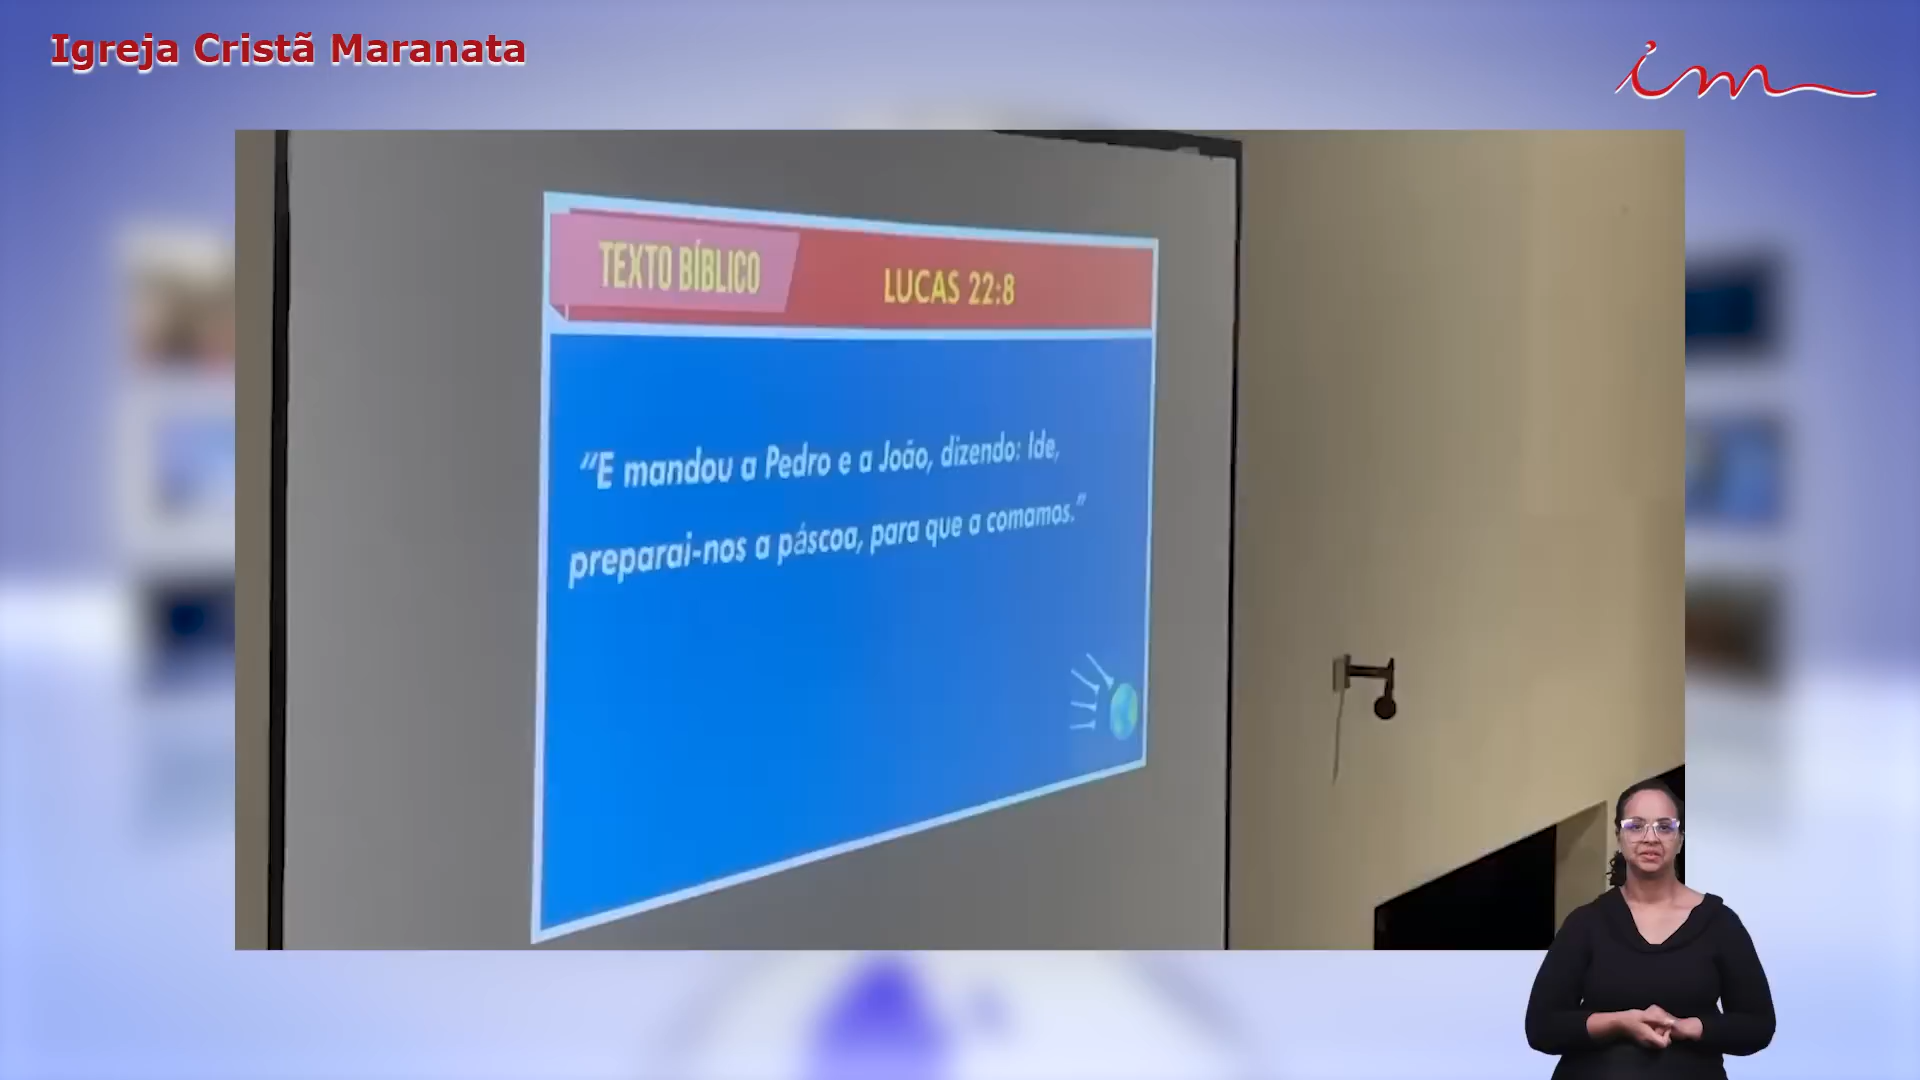 Igreja Cristã Maranata
im
TEXTO BÍBLICO
LUCAS 22:8
“E mandou a Pedro e a João, dizendo: Ide,
preparai-nos a páscoa, para que a comamos.”